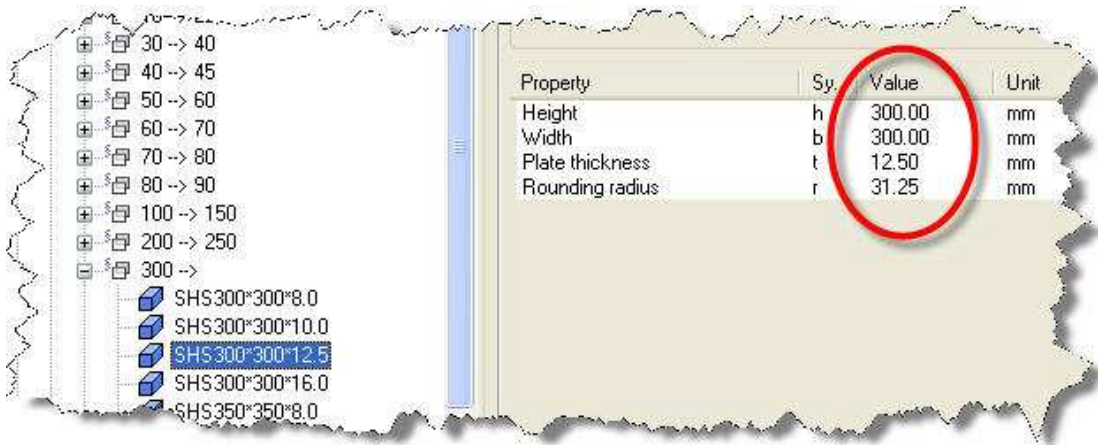 30 --> 40
40 --> 45
50 --> 60
60 --> 70
70 --> 80
80 --> 90
100 --> 150
200 --> 250
300 -->
SHS300*300*8.0
SHS300*300*10.0
SHS300*300*12.5
SHS300*300*16.0
SHS350*350*8.0
Property Sy. Value Unit
Height h 300.00 mm
Width b 300.00 mm
Plate thickness t 12.50 mm
Rounding radius r 31.25 mm